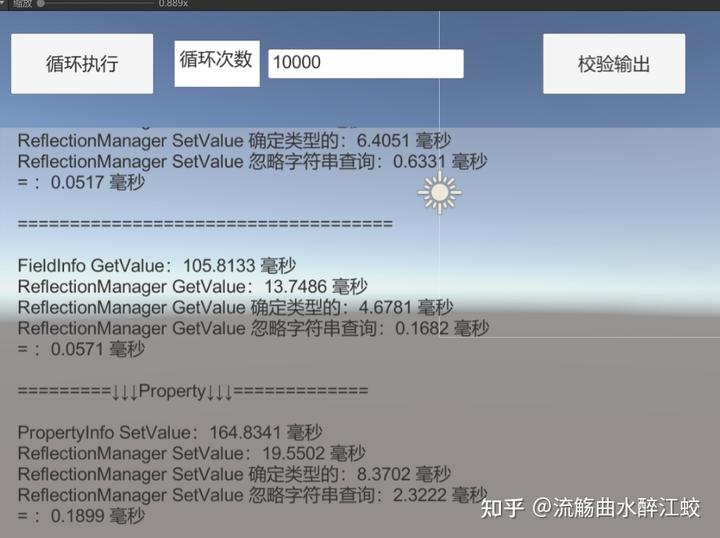 缩放
0.889x
循环执行
循环次数
10000
校验输出
ReflectionManager SetValue 确定类型的：6.4051 毫秒
ReflectionManager SetValue 忽略字符串查询：0.6331 毫秒
=：0.0517 毫秒
====================================
FieldInfo GetValue：105.8133 毫秒
ReflectionManager GetValue：13.7486 毫秒
ReflectionManager GetValue 确定类型的：4.6781 毫秒
ReflectionManager GetValue 忽略字符串查询：0.1682 毫秒
=：0.0571 毫秒
=========↓↓↓Property↓↓↓=============
PropertyInfo SetValue：164.8341 毫秒
ReflectionManager SetValue：19.5502 毫秒
ReflectionManager SetValue 确定类型的：8.3702 毫秒
ReflectionManager SetValue 忽略字符串查询：2.3222 毫秒
=：0.1899 毫秒
知乎 @流觞曲水醉江蛟